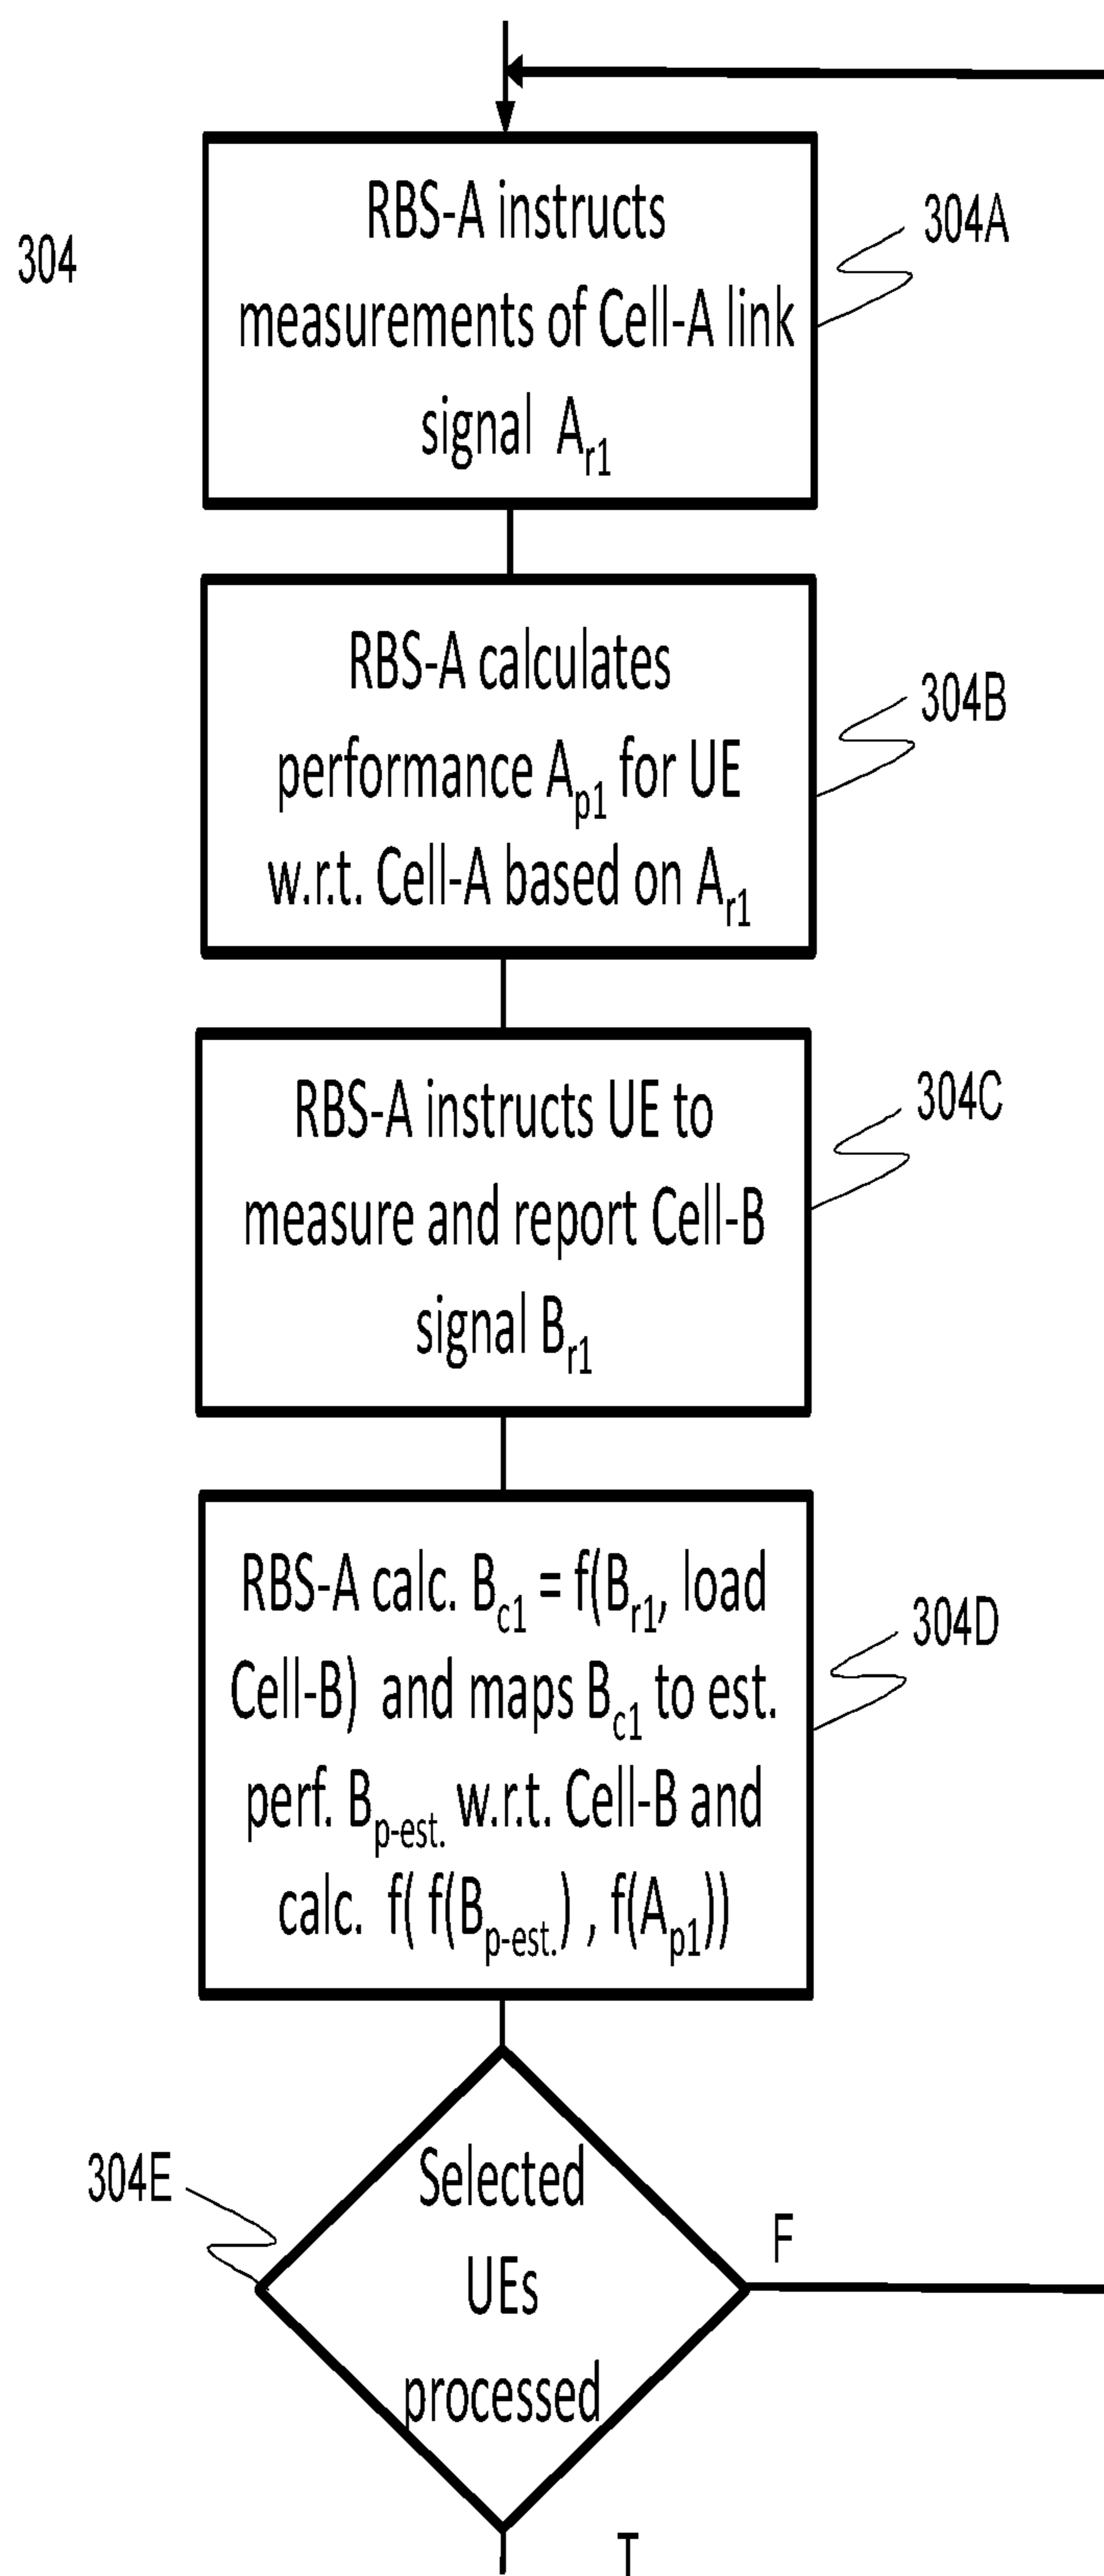 304
RBS-A instructs
measurements of Cell-A link
signal A_r1
304A
RBS-A calculates
performance A_p1 for UE
w.r.t. Cell-A based on A_r1
304B
RBS-A instructs UE to
measure and report Cell-B
signal B_r1
304C
RBS-A calc. B_c1 = f(B_r1, load
Cell-B) and maps B_c1 to est.
perf. B_p-est. w.r.t. Cell-B and
calc. f( f(B_p-est.) , f(A_p1))
304D
304E
Selected
UEs
processed
F
T